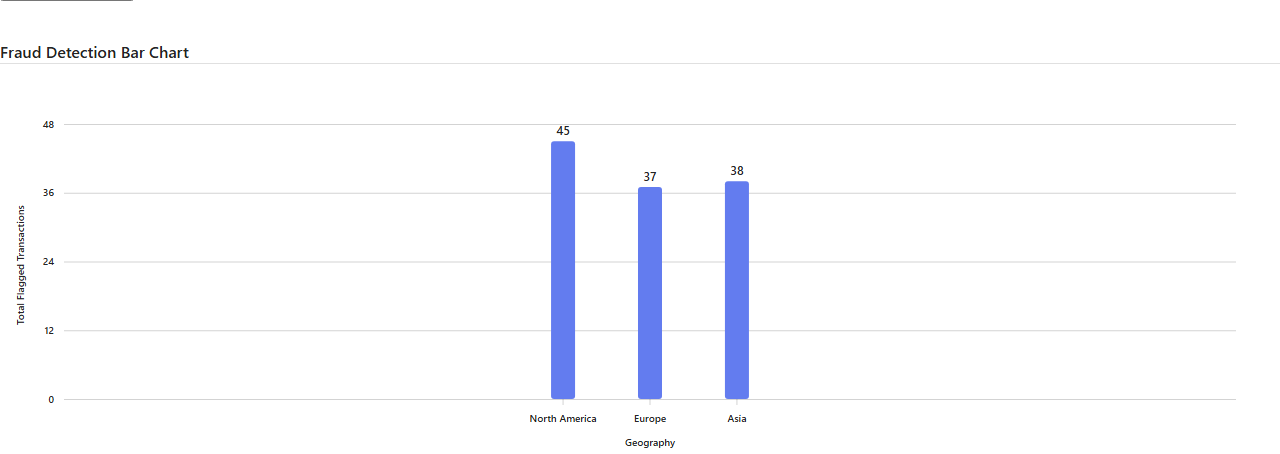 Fraud Detection Bar Chart
48
45
38
37
36
24
12
0
Total Flagged Transactions
North America Europe Asia
Geography